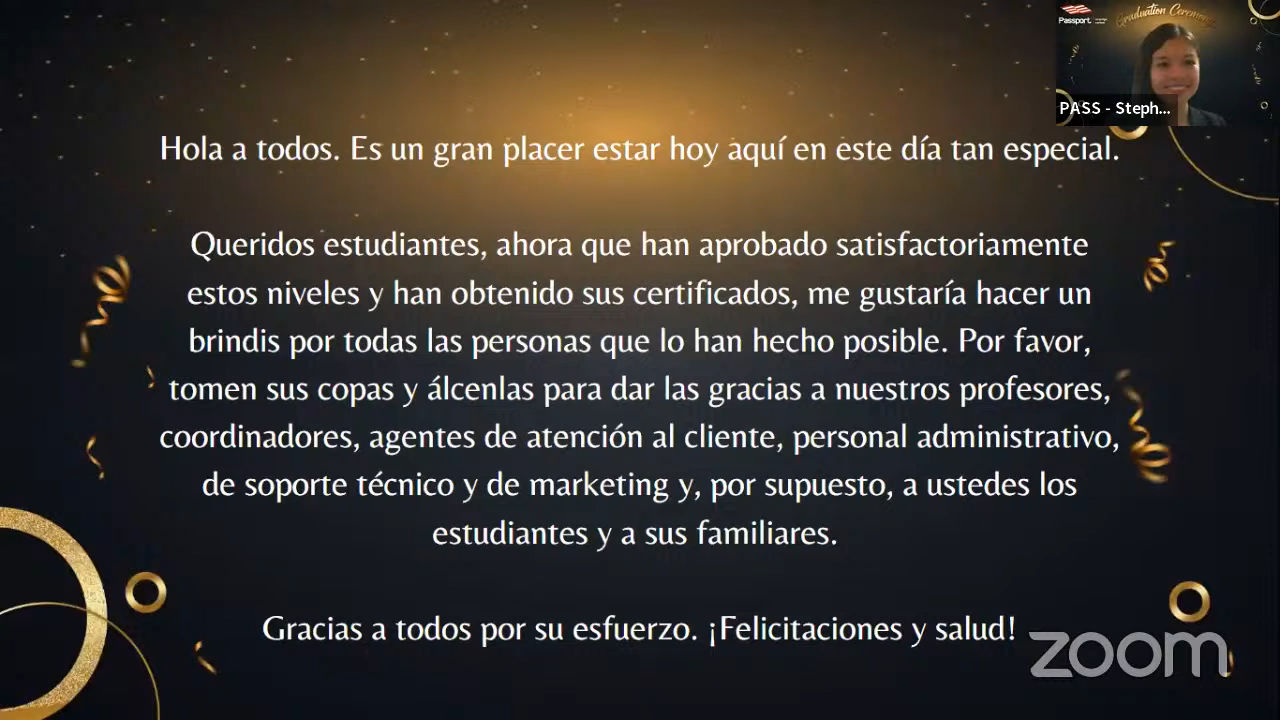 Graduation Ceremony
Passport
PASS - Steph...
Hola a todos. Es un gran placer estar hoy aquí en este día tan especial.
Queridos estudiantes, ahora que han aprobado satisfactoriamente
estos niveles y han obtenido sus certificados, me gustaría hacer un
brindis por todas las personas que lo han hecho posible. Por favor,
tomen sus copas y álcenlas para dar las gracias a nuestros profesores,
coordinadores, agentes de atención al cliente, personal administrativo,
de soporte técnico y de marketing y, por supuesto, a ustedes los
estudiantes y a sus familiares.
Gracias a todos por su esfuerzo. ¡Felicitaciones y salud!
zoom